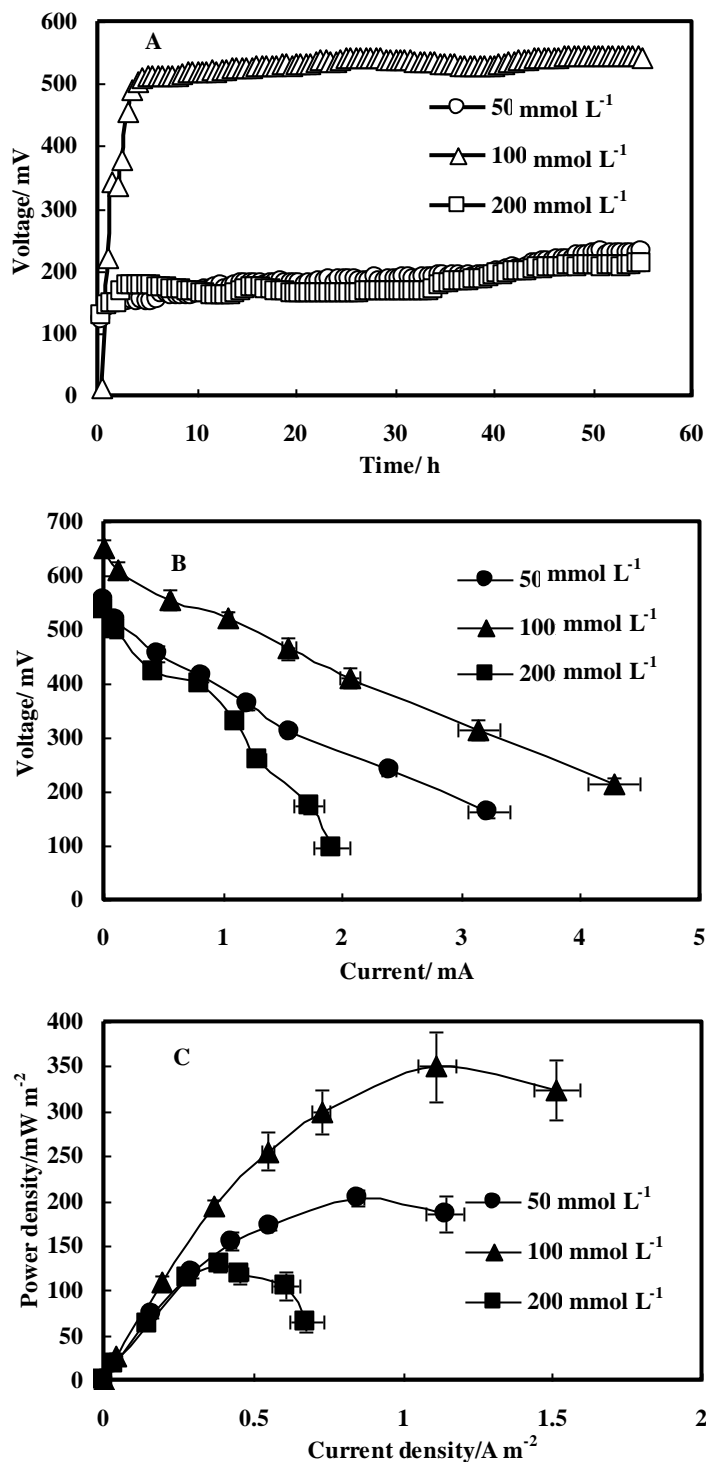 A
600
500
400
300
200
100
0
Voltage/ mV
50 mmol L-1
100 mmol L-1
200 mmol L-1
0 10 20 30 40 50 60
Time/ h
B
700
600
500
400
300
200
100
0
Voltage/ mV
50 mmol L-1
100 mmol L-1
200 mmol L-1
0 1 2 3 4 5
Current/ mA
C
400
350
300
250
200
150
100
50
0
Power density/mW m-2
50 mmol L-1
100 mmol L-1
200 mmol L-1
0 0.5 1 1.5 2
Current density/A m-2